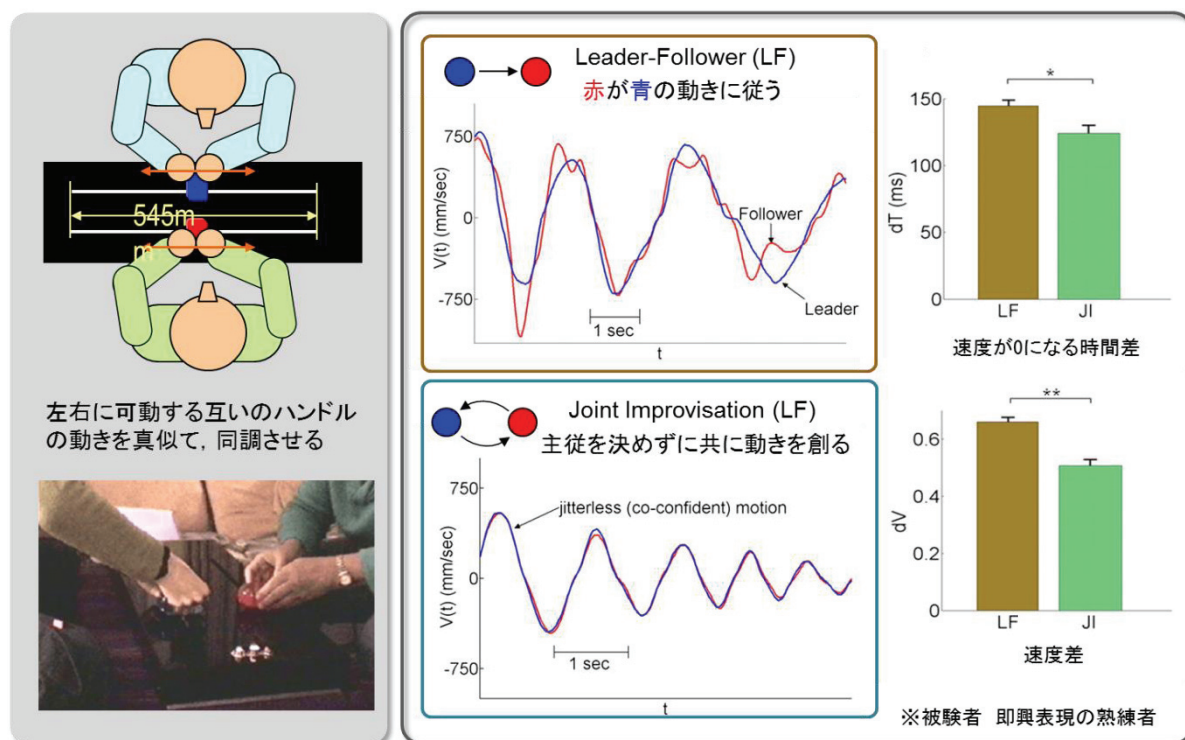 545m
m
左右に可動する互いのハンドル
の動きを真似て，同調させる
Leader-Follower (LF)
赤が青の動きに従う
750
0
-750
V(t) (mm/sec)
Follower
Leader
1 sec
t
Joint Improvisation (LF)
主従を決めずに共に動きを創る
750
0
-750
V(t) (mm/sec)
jitterless (co-confident) motion
1 sec
t
*
150
100
50
0
dT (ms)
LF JI
速度が0になる時間差
**
0.6
0.4
0.2
0
dV
LF JI
速度差
※被験者 即興表現の熟練者